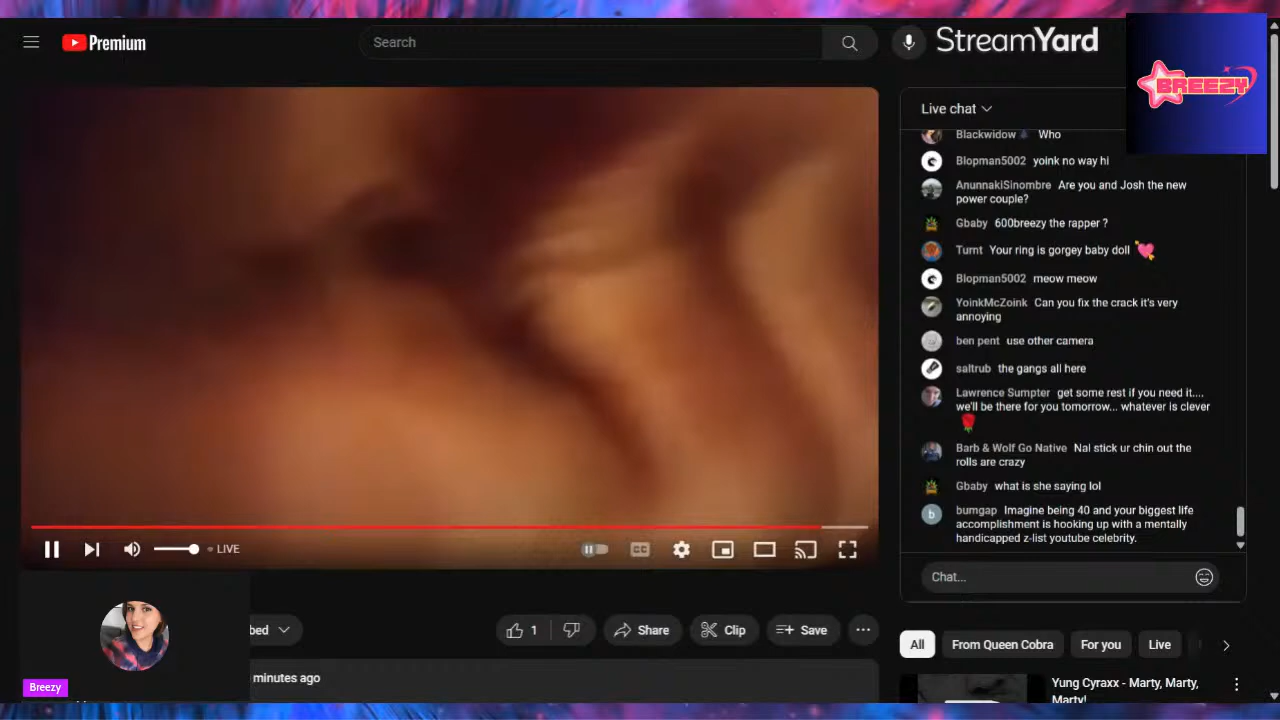 Premium
Search
StreamYard
BREEZY
Live chat
Blackwidow Who
Blopman5002 yoink no way hi
AnunnakiSinombre Are you and Josh the new
power couple?
Gbaby 600breezy the rapper ?
Turnt Your ring is gorgey baby doll
Blopman5002 meow meow
YoinkMcZoink Can you fix the crack it's very
annoying
ben pent use other camera
saltrub the gangs all here
Lawrence Sumpter get some rest if you need it....
we'll be there for you tomorrow... whatever is clever
Barb & Wolf Go Native Nal stick ur chin out the
rolls are crazy
Gbaby what is she saying lol
b
bumgap Imagine being 40 and your biggest life
accomplishment is hooking up with a mentally
handicapped z-list youtube celebrity.
LIVE
CC
Chat...
bed
1
Share
Clip
Save
All
From Queen Cobra
For you
Live
minutes ago
Breezy
Yung Cyraxx - Marty, Marty,
Marty!